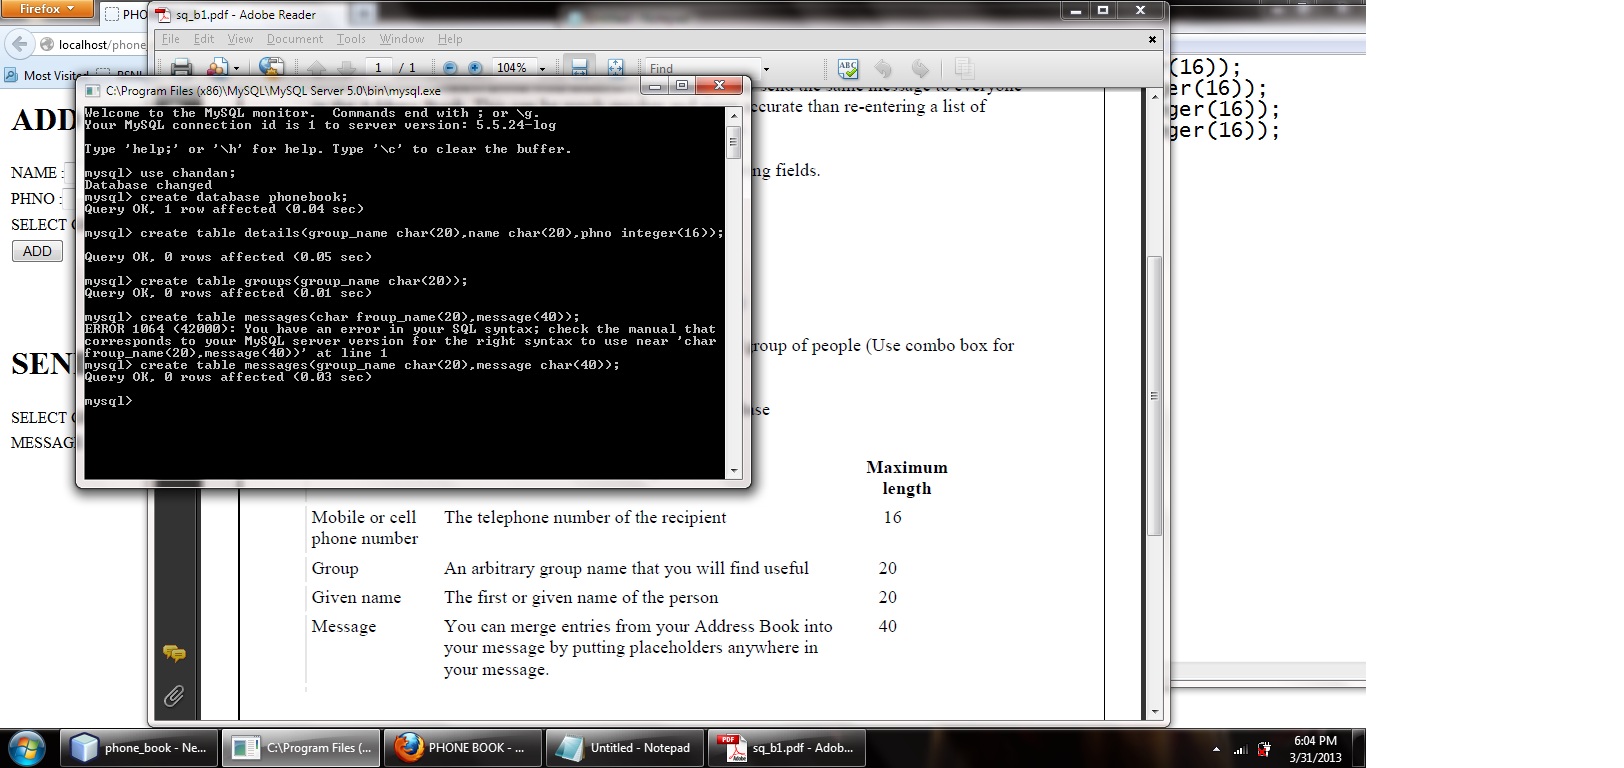 Firefox
PHO
sq_b1.pdf - Adobe Reader
localhost/phone
File Edit View Document Tools Window Help
Most Visite
1 / 1
104%
Find
C:\Program Files (x86)\MySQL\MySQL Server 5.0\bin\mysql.exe
(16));
er(16));
ger(16));
ger(16));
send the same message to everyone
ccurate than re-entering a list of
ng fields.
roup of people (Use combo box for
se
ADD
NAME :
PHNO :
SELECT
ADD
SEN
SELECT
MESSAG
Welcome to the MySQL monitor.  Commands end with ; or \g.
Your MySQL connection id is 1 to server version: 5.5.24-log
Type 'help;' or '\h' for help. Type '\c' to clear the buffer.
mysql> use chandan;
Database changed
mysql> create database phonebook;
Query OK, 1 row affected (0.04 sec)
mysql> create table details(group_name char(20),name char(20),phno integer(16));
Query OK, 0 rows affected (0.05 sec)
mysql> create table groups(group_name char(20));
Query OK, 0 rows affected (0.01 sec)
mysql> create table messages(char froup_name(20),message(40));
ERROR 1064 (42000): You have an error in your SQL syntax; check the manual that
corresponds to your MySQL server version for the right syntax to use near 'char
froup_name(20),message(40))' at line 1
mysql> create table messages(group_name char(20),message char(40));
Query OK, 0 rows affected (0.03 sec)
mysql>
Maximum
length
Mobile or cell The telephone number of the recipient 16
phone number
Group An arbitrary group name that you will find useful 20
Given name The first or given name of the person 20
Message You can merge entries from your Address Book into 40
your message by putting placeholders anywhere in
your message.
phone_book - Ne...
C:\Program Files (...
PHONE BOOK - ...
Untitled - Notepad
sq_b1.pdf - Adob...
6:04 PM
3/31/2013